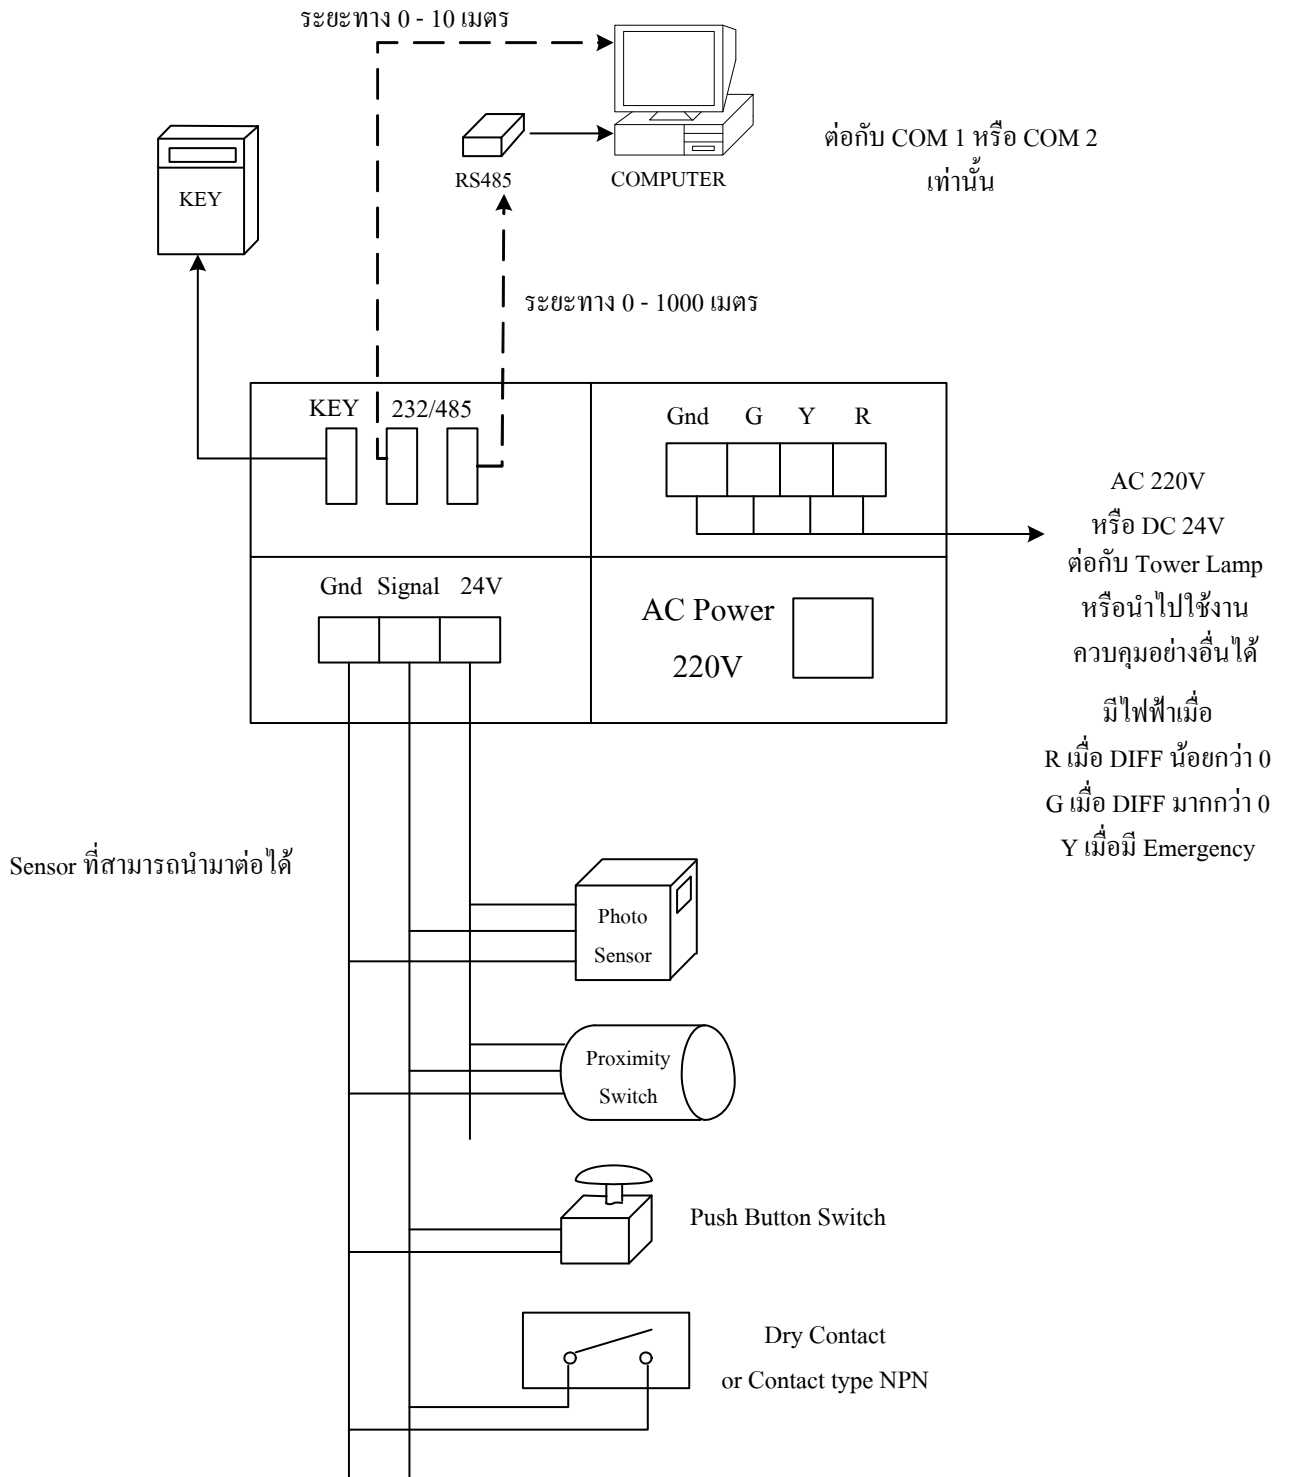 ระยะทาง 0 - 10 เมตร
ต่อกับ COM 1 หรือ COM 2
เท่านั้น
RS485
COMPUTER
KEY
ระยะทาง 0 - 1000 เมตร
KEY 232/485
Gnd G Y R
AC 220V
หรือ DC 24V
ต่อกับ Tower Lamp
หรือนำไปใช้งาน
ควบคุมอย่างอื่นได้
มีไฟฟ้าเมื่อ
R เมื่อ DIFF น้อยกว่า 0
G เมื่อ DIFF มากกว่า 0
Y เมื่อมี Emergency
Gnd Signal 24V
AC Power
220V
Sensor ที่สามารถนำมาต่อได้
Photo
Sensor
Proximity
Switch
Push Button Switch
Dry Contact
or Contact type NPN